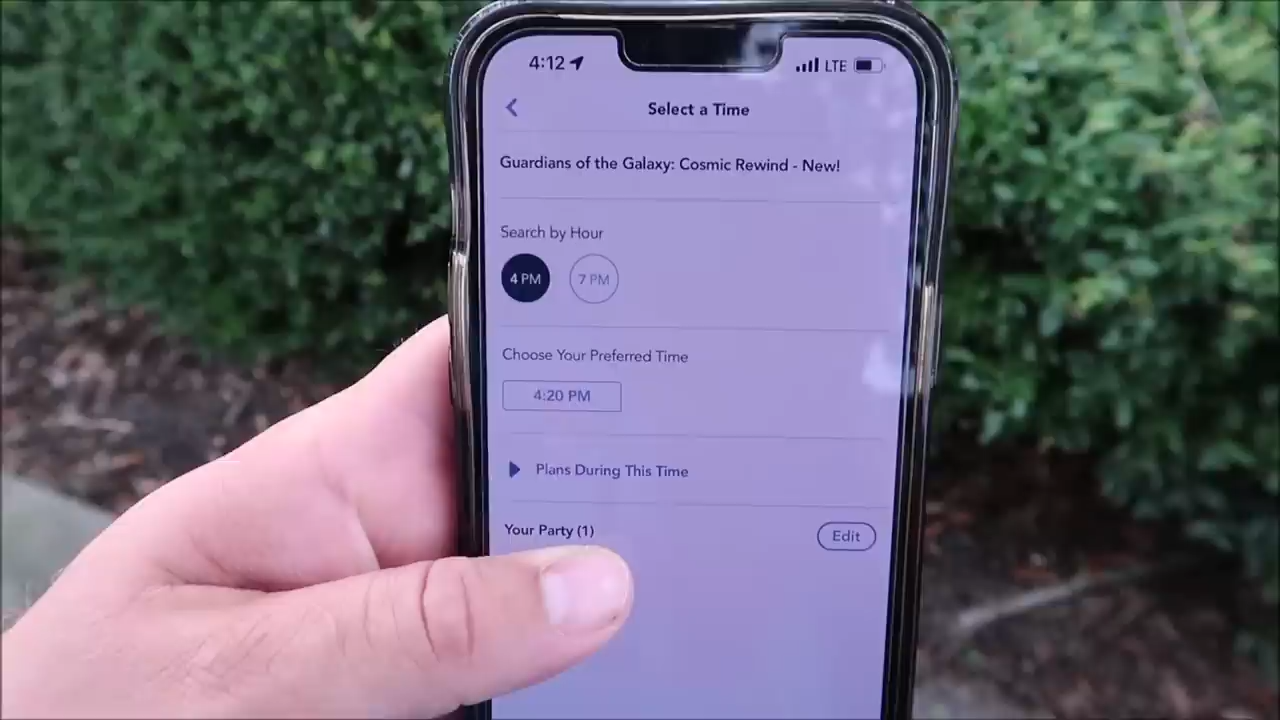 4:12
LTE
Select a Time
Guardians of the Galaxy: Cosmic Rewind - New!
Search by Hour
4 PM
7 PM
Choose Your Preferred Time
4:20 PM
Plans During This Time
Your Party (1)
Edit